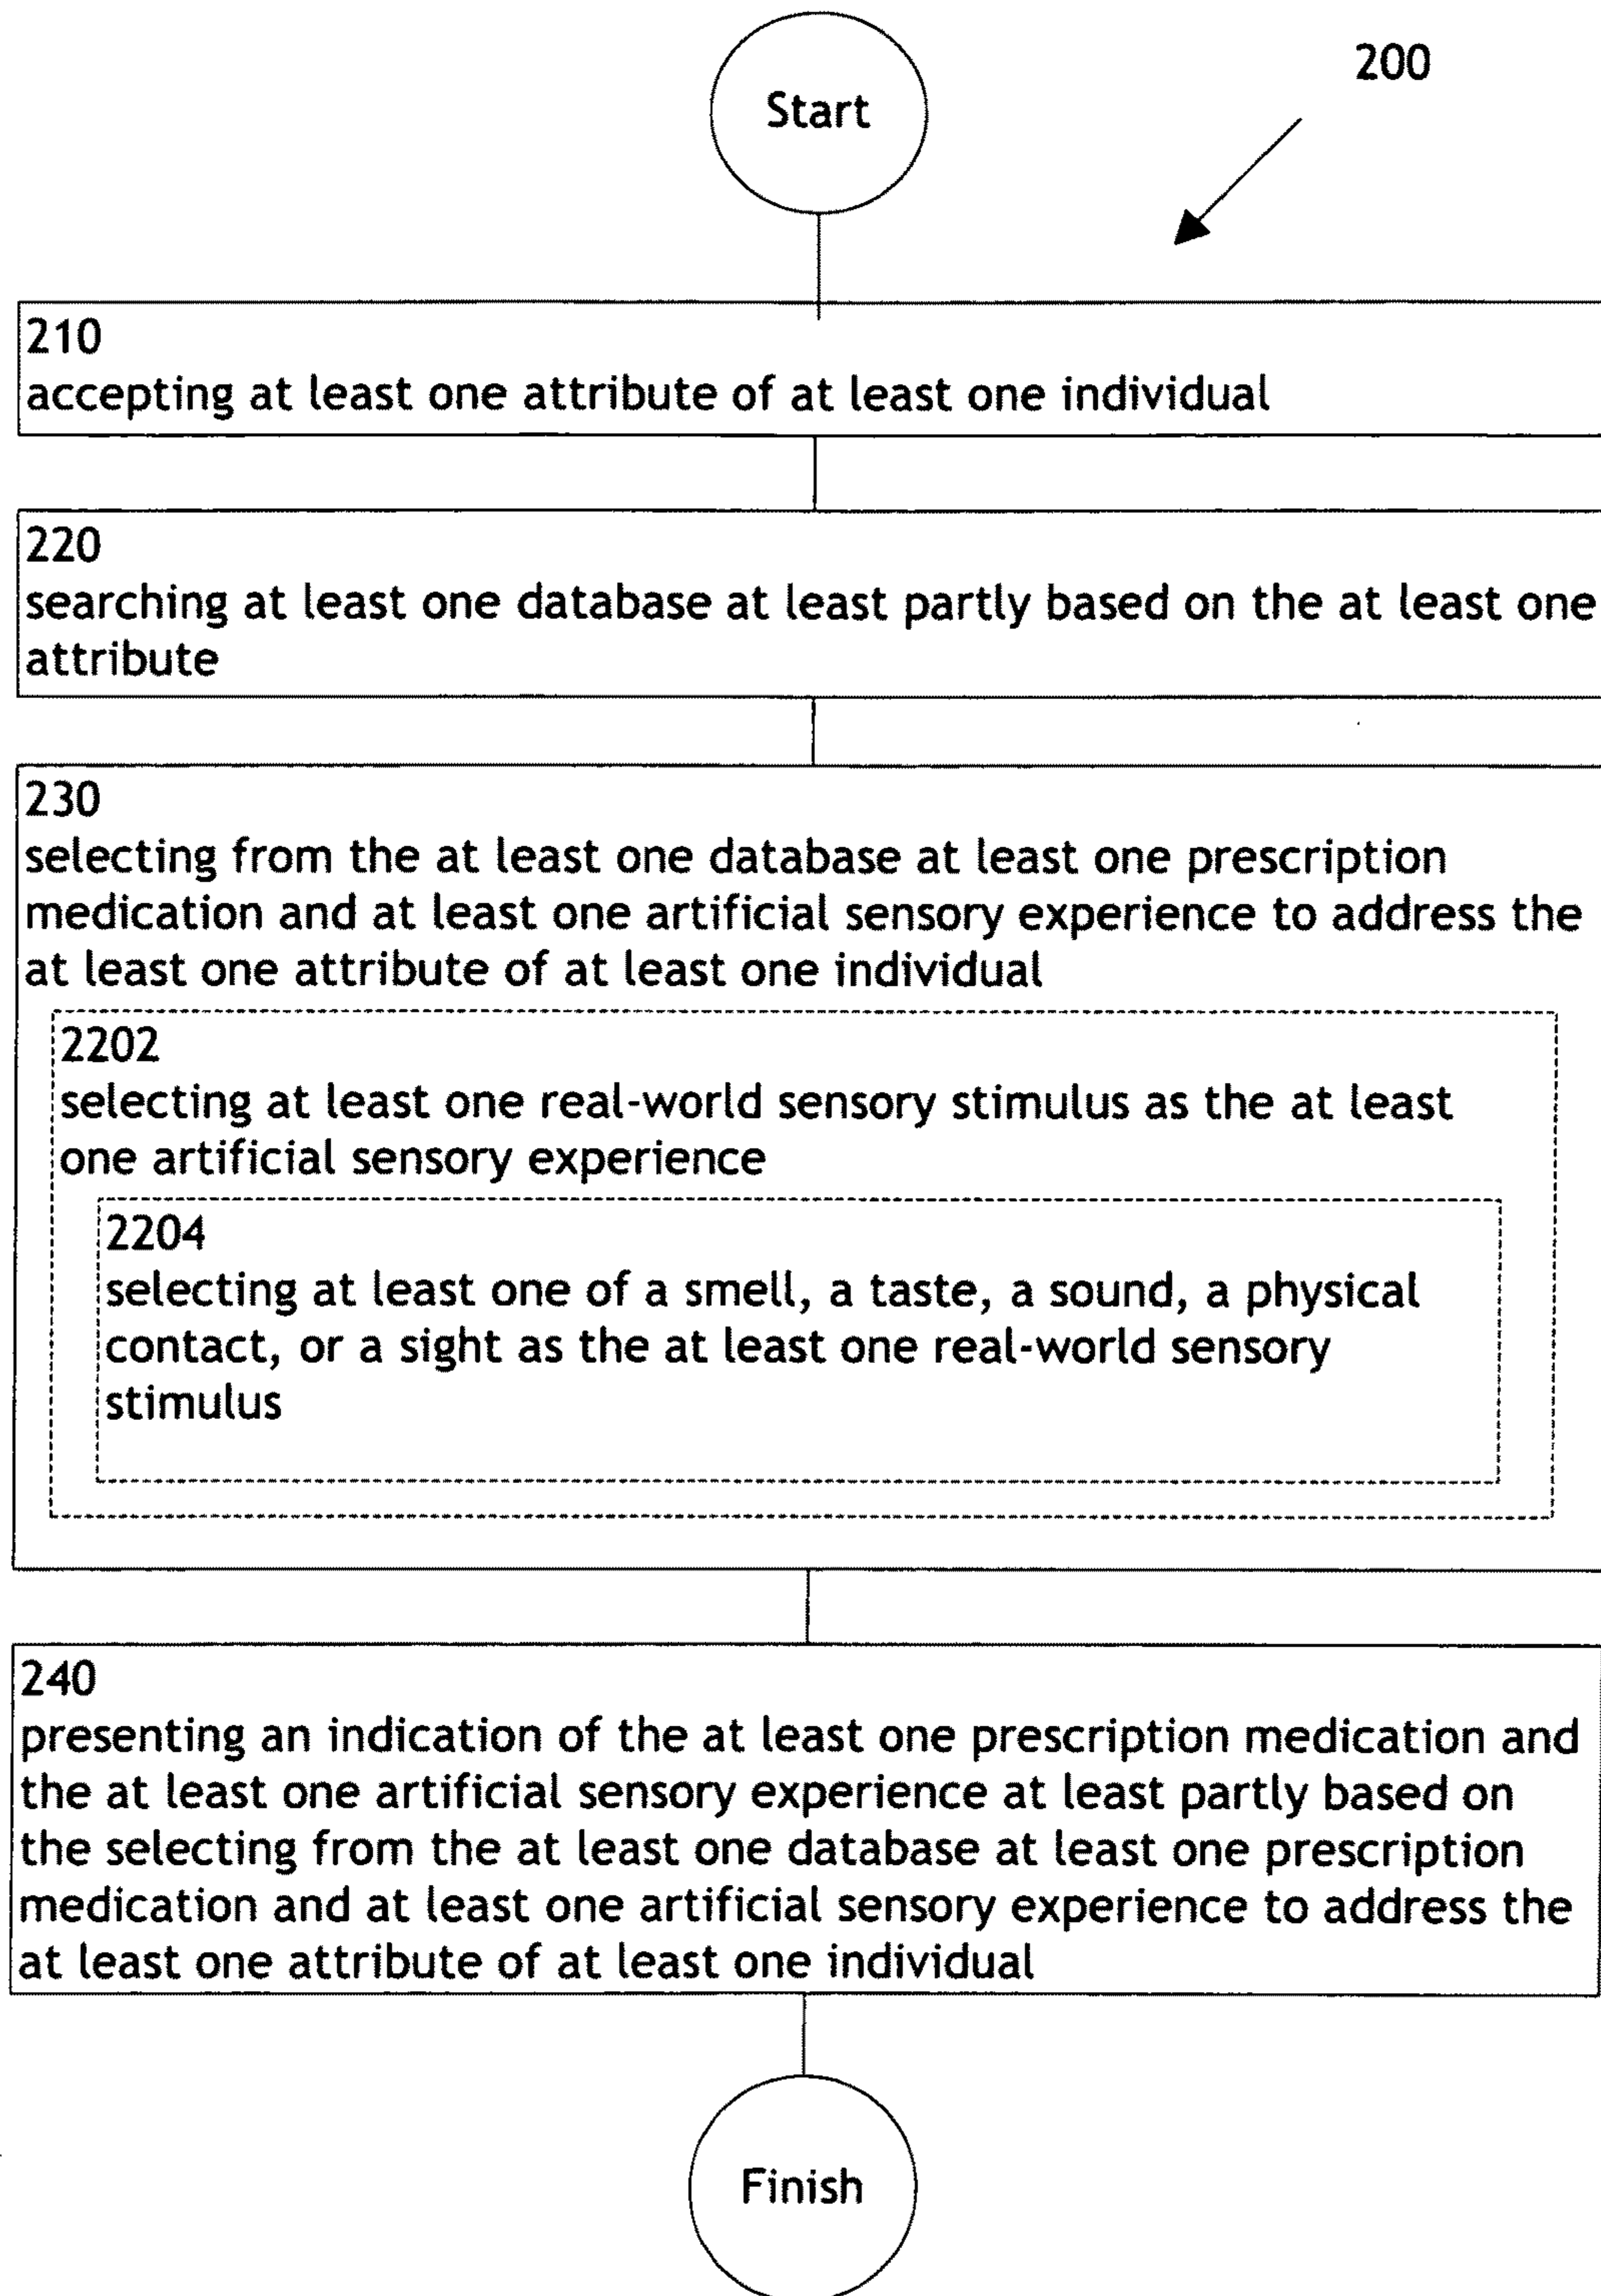 Start
200
210
accepting at least one attribute of at least one individual
220
searching at least one database at least partly based on the at least one
attribute
230
selecting from the at least one database at least one prescription
medication and at least one artificial sensory experience to address the
at least one attribute of at least one individual
2202
selecting at least one real-world sensory stimulus as the at least
one artificial sensory experience
2204
selecting at least one of a smell, a taste, a sound, a physical
contact, or a sight as the at least one real-world sensory
stimulus
240
presenting an indication of the at least one prescription medication and
the at least one artificial sensory experience at least partly based on
the selecting from the at least one database at least one prescription
medication and at least one artificial sensory experience to address the
at least one attribute of at least one individual
Finish